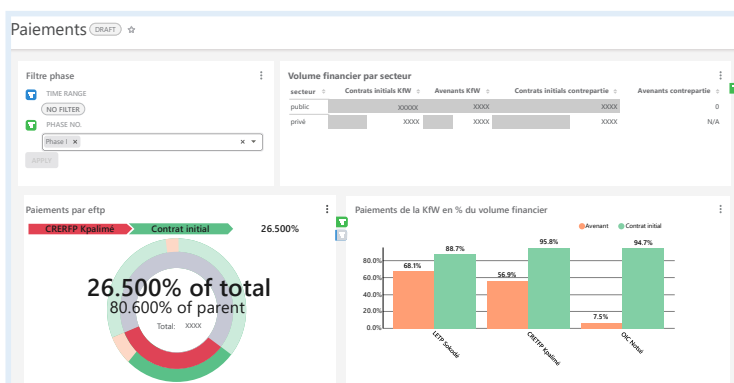 Paiements DRAFT
Filtre phase
TIME RANGE
NO FILTER
PHASE NO.
Phase I ×
APPLY
Volume financier par secteur
secteur Contrats initials KfW Avenants KfW Contrats initials contrepartie Avenants contrepartie
public XXXXX XXXX XXXX 0
privé XXXX XXXX XXXX N/A
Paiements par eftp
CRERFP Kpalimé Contrat initial 26.500%
26.500% of total
80.600% of parent
Total: XXXX
Paiements de la KfW en % du volume financier
Avenant Contrat initial
95.8%
94.7%
88.7%
80.0%
68.1%
60.0%
56.9%
40.0%
20.0%
7.5%
0.0%
LETP Sokodé
CRETFP Kpalimé